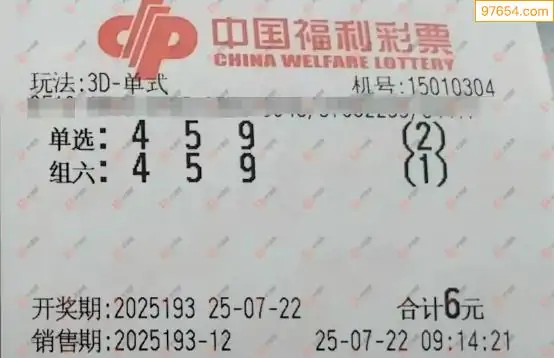 97654.com
中国福利彩票
CHINA WELFARE LOTTERY
玩法:3D-单式
机号:15010304
单选: 4 5 9 (2)
组六: 4 5 9 (1)
开奖期:2025193 25-07-22 合计6元
销售期:2025193-12 25-07-22 09:14:21